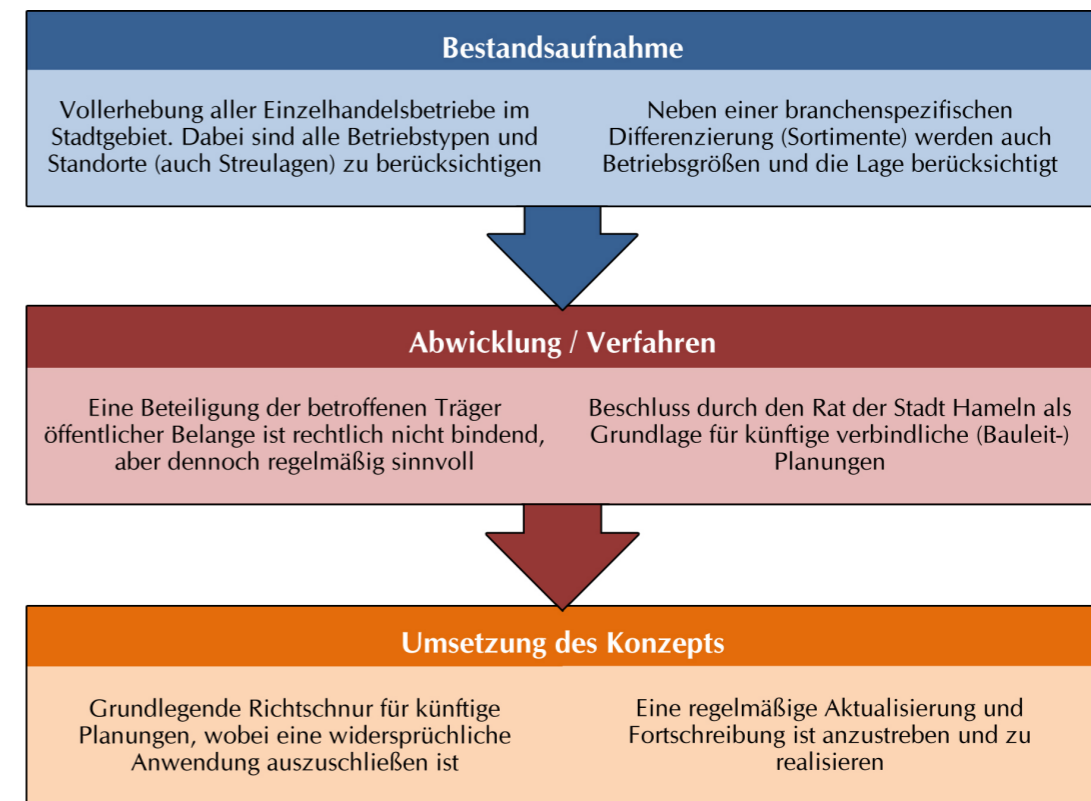 Bestandsaufnahme
Vollerhebung aller Einzelhandelsbetriebe im
Stadtgebiet. Dabei sind alle Betriebstypen und
Standorte (auch Streulagen) zu berücksichtigen
Neben einer branchenspezifischen
Differenzierung (Sortimente) werden auch
Betriebsgrößen und die Lage berücksichtigt
Abwicklung / Verfahren
Eine Beteiligung der betroffenen Träger
öffentlicher Belange ist rechtlich nicht bindend,
aber dennoch regelmäßig sinnvoll
Beschluss durch den Rat der Stadt Hameln als
Grundlage für künftige verbindliche (Bauleit-)
Planungen
Umsetzung des Konzepts
Grundlegende Richtschnur für künftige
Planungen, wobei eine widersprüchliche
Anwendung auszuschließen ist
Eine regelmäßige Aktualisierung und
Fortschreibung ist anzustreben und zu
realisieren